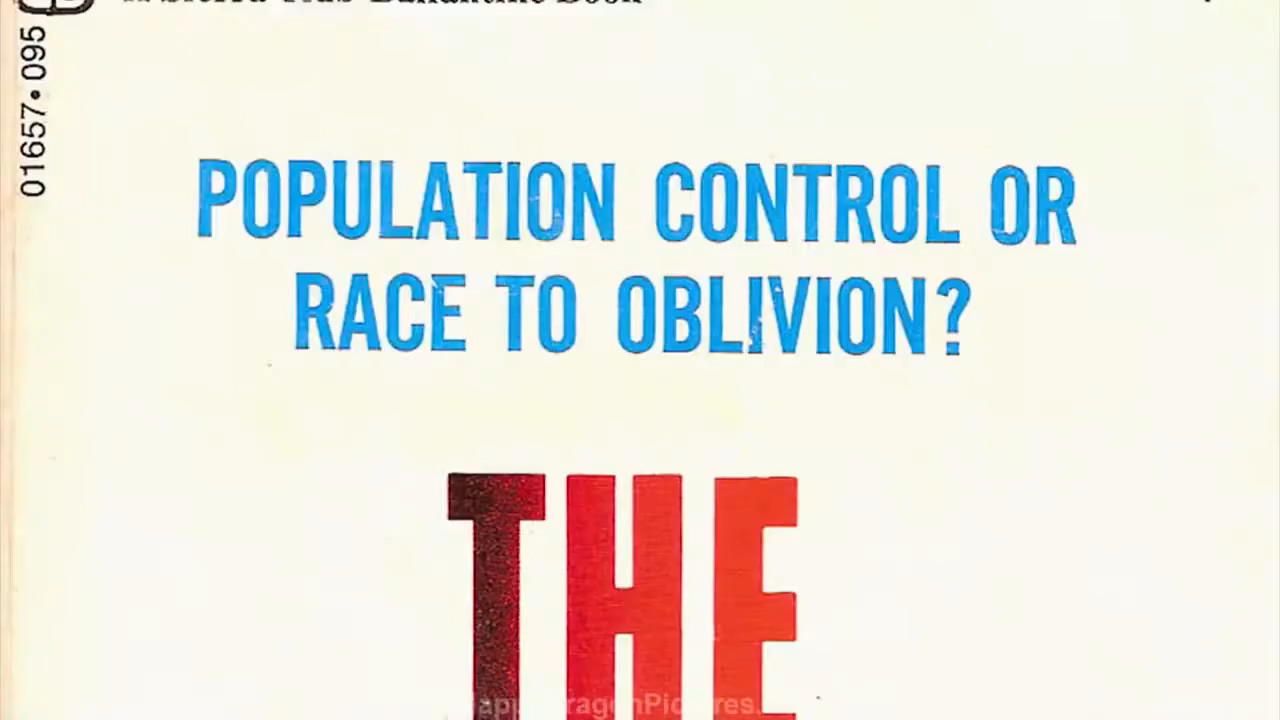 01657•095
POPULATION CONTROL OR
RACE TO OBLIVION?
THE